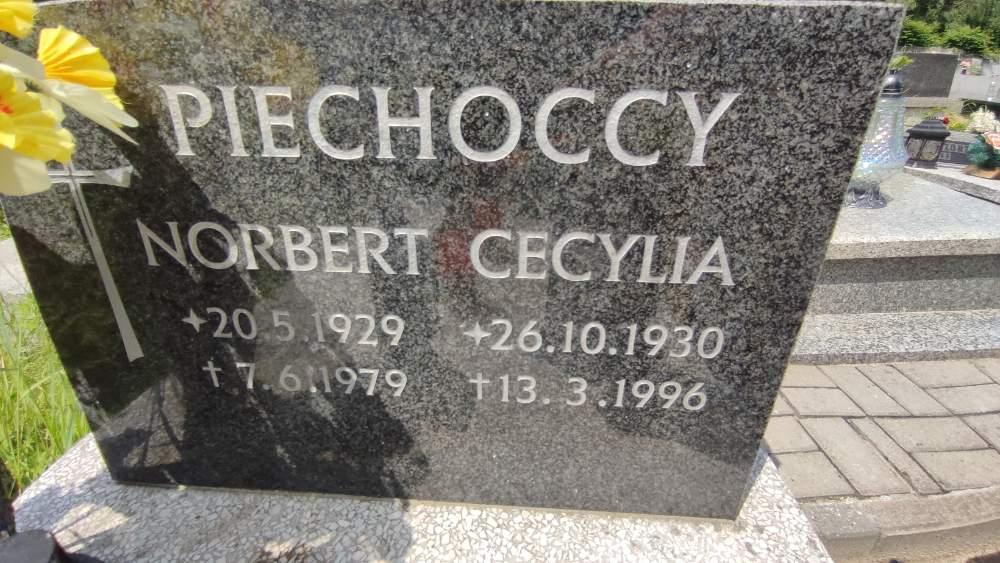 PIECHOCCY
NORBERT CECYLIA
20.5.1929 26.10.1930
7.6.1979 13.3.1996